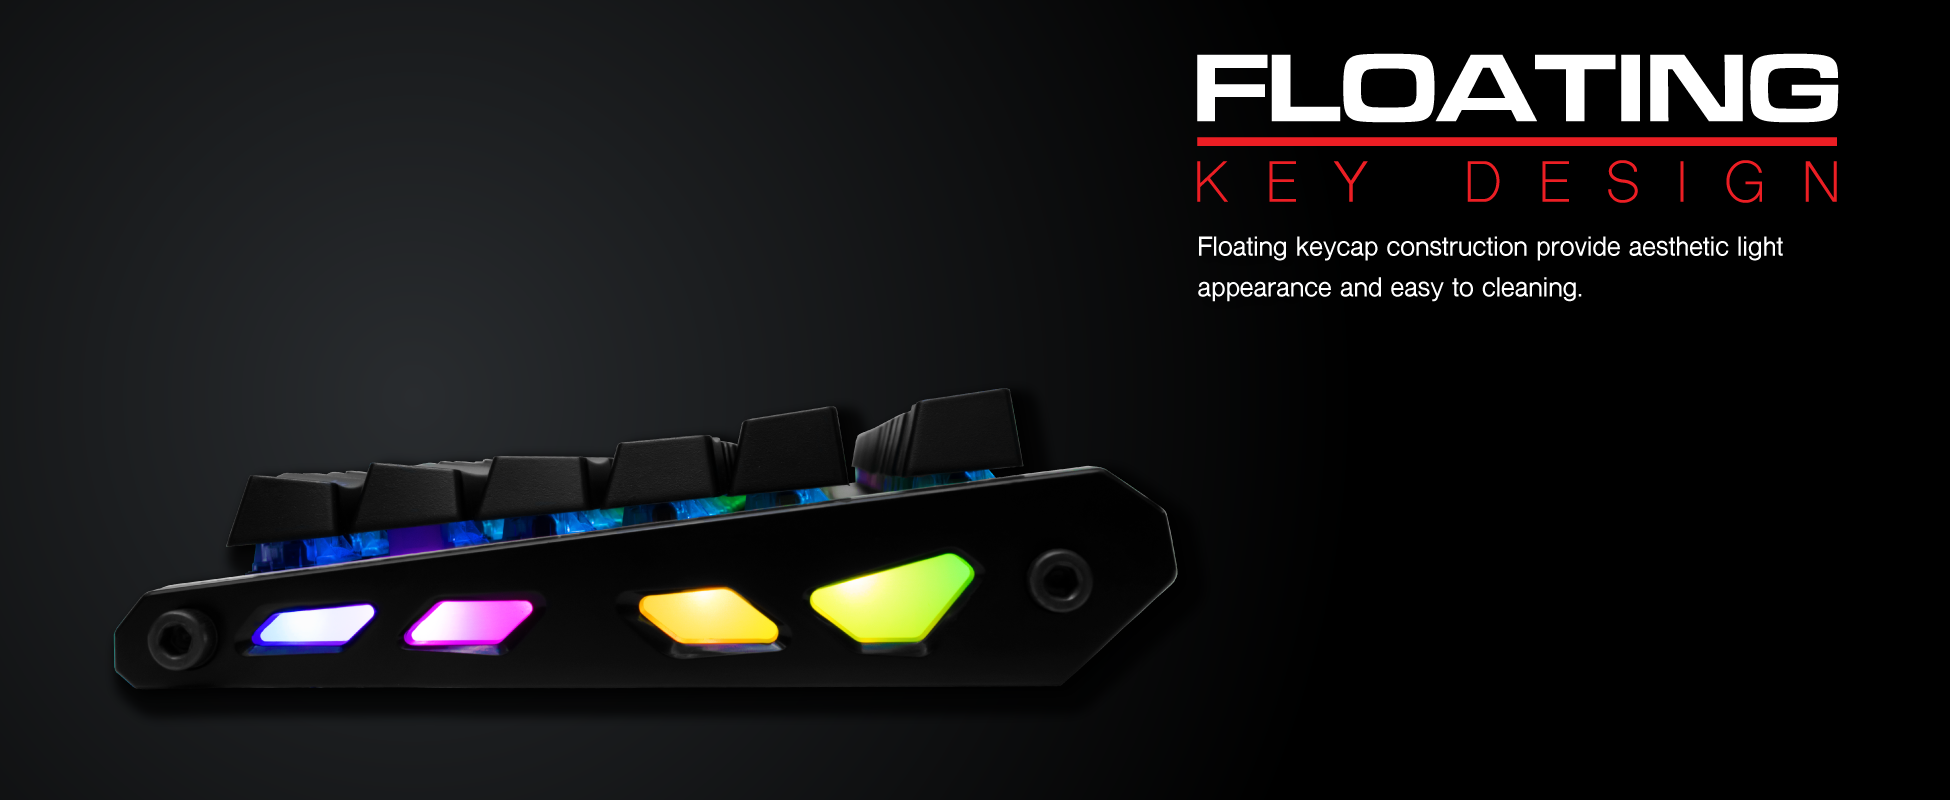 FLOATING
KEY DESIGN
Floating keycap construction provide aesthetic light
appearance and easy to cleaning.